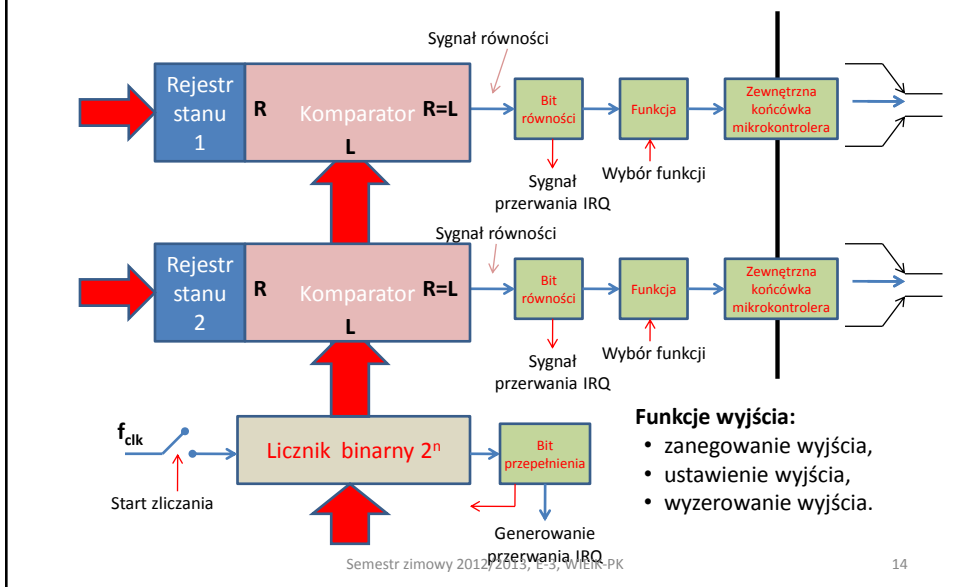 Sygnał równości
Rejestr
stanu
1
R
Komparator
R=L
L
Bit
równości
Funkcja
Zewnętrzna
końcówka
mikrokontrolera
Sygnał
przerwania IRQ
Wybór funkcji
Sygnał równości
Rejestr
stanu
2
R
Komparator
R=L
L
Bit
równości
Funkcja
Zewnętrzna
końcówka
mikrokontrolera
Sygnał
przerwania IRQ
Wybór funkcji
fclk
Start zliczania
Licznik binarny 2ⁿ
Bit
przepełnienia
Generowanie
przerwania IRQ
Funkcje wyjścia:
• zanegowanie wyjścia,
• ustawienie wyjścia,
• wyzerowanie wyjścia.
Semestr zimowy 2012/2013, E-3, WIEiK-PK
14